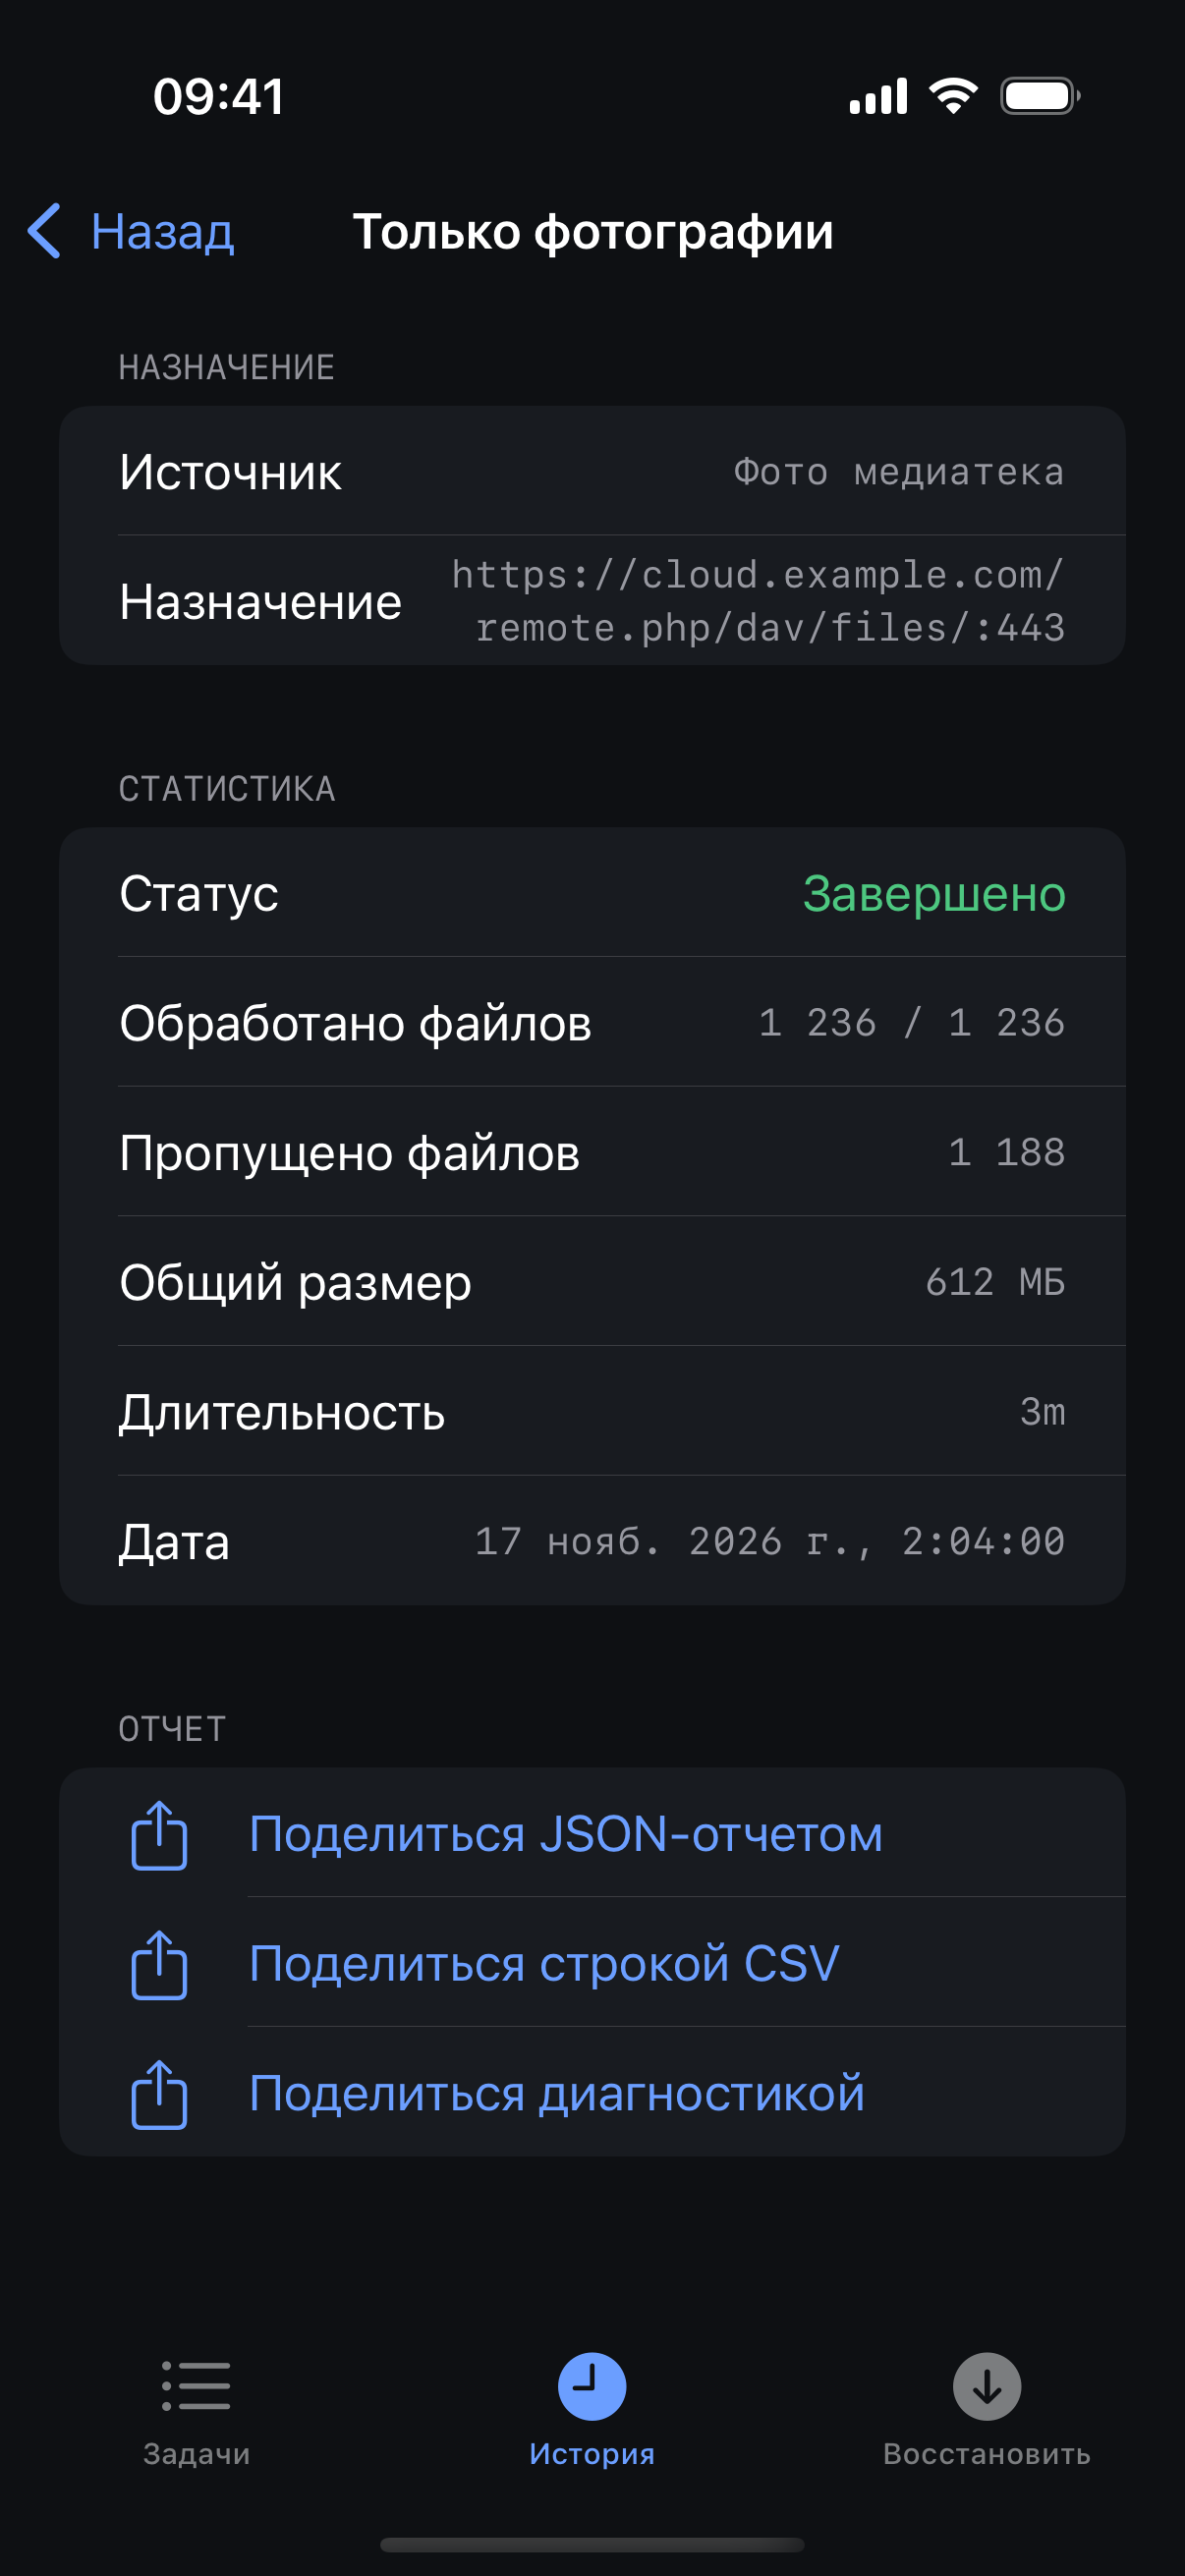 09:41
Назад
Только фотографии
НАЗНАЧЕНИЕ
Источник
Фото медиатека
Назначение
https://cloud.example.com/
remote.php/dav/files/:443
СТАТИСТИКА
Статус
Завершено
Обработано файлов
1 236 / 1 236
Пропущено файлов
1 188
Общий размер
612 МБ
Длительность
3m
Дата
17 нояб. 2026 г., 2:04:00
ОТЧЕТ
Поделиться JSON-отчетом
Поделиться строкой CSV
Поделиться диагностикой
Задачи
История
Восстановить